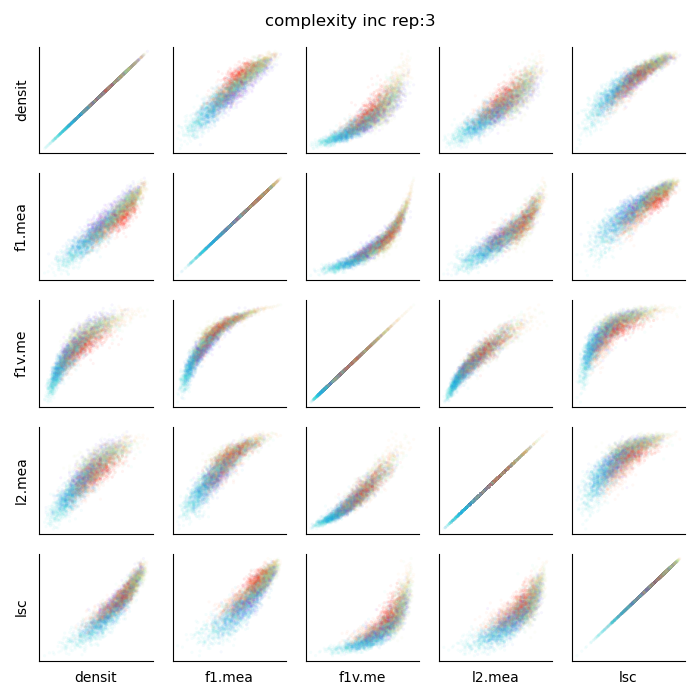 complexity inc rep:3
densit
f1.mea
f1v.me
l2.mea
lsc
densit
f1.mea
f1v.me
l2.mea
lsc